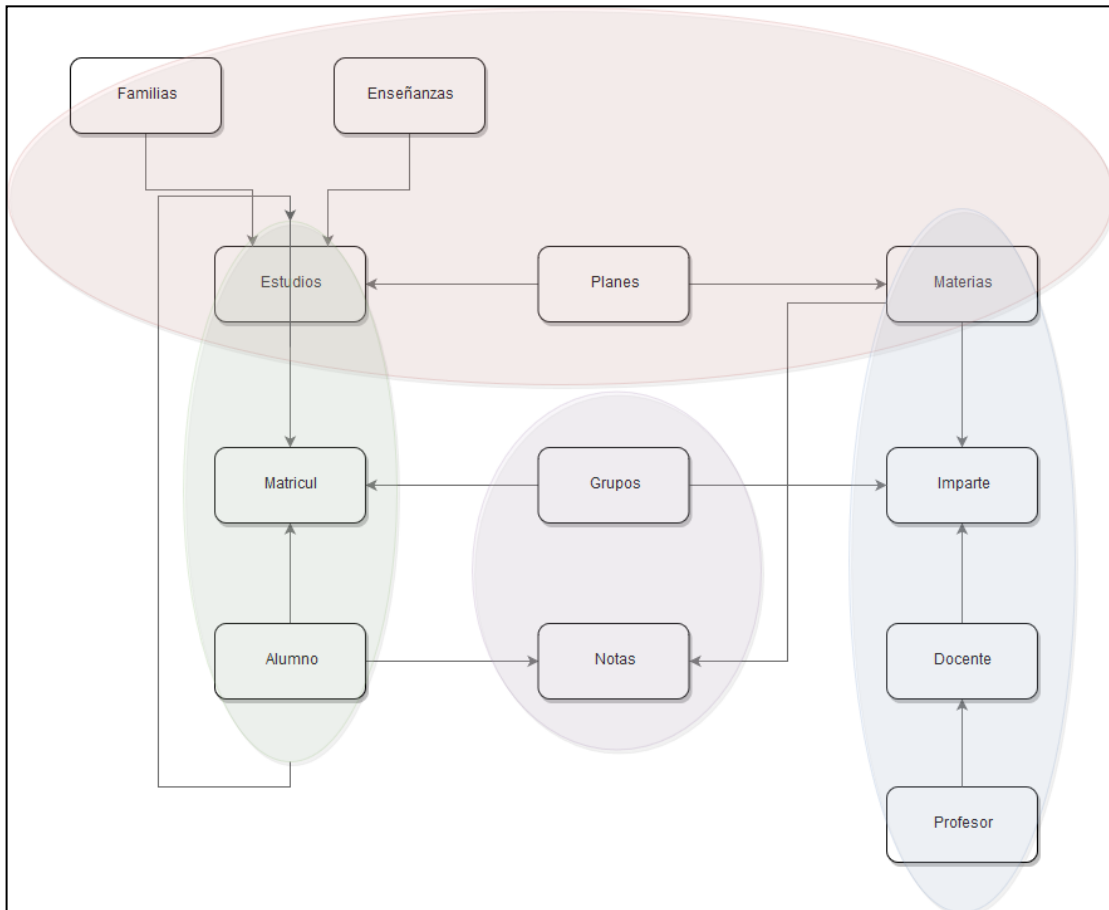 Familias
Enseñanzas
Estudios
Planes
Materias
Matricul
Grupos
Imparte
Alumno
Notas
Docente
Profesor